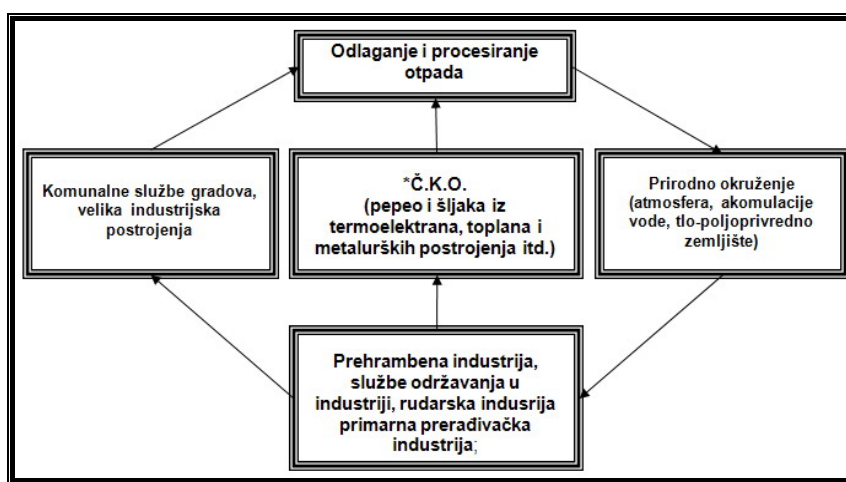 Odlaganje i procesiranje
otpada
Komunalne službe gradova,
velika industrijska
postrojenja
*Č.K.O.
(pepeo i šljaka iz
termoelektrana, toplana i
metalurških postrojenja itd.)
Prirodno okruženje
(atmosfera, akomulacije
vode, tlo-poljoprivredno
zemljište)
Prehrambena industrija,
službe održavanja u
industriji, rudarska indusrija
primarna prerađivačka
industrija;